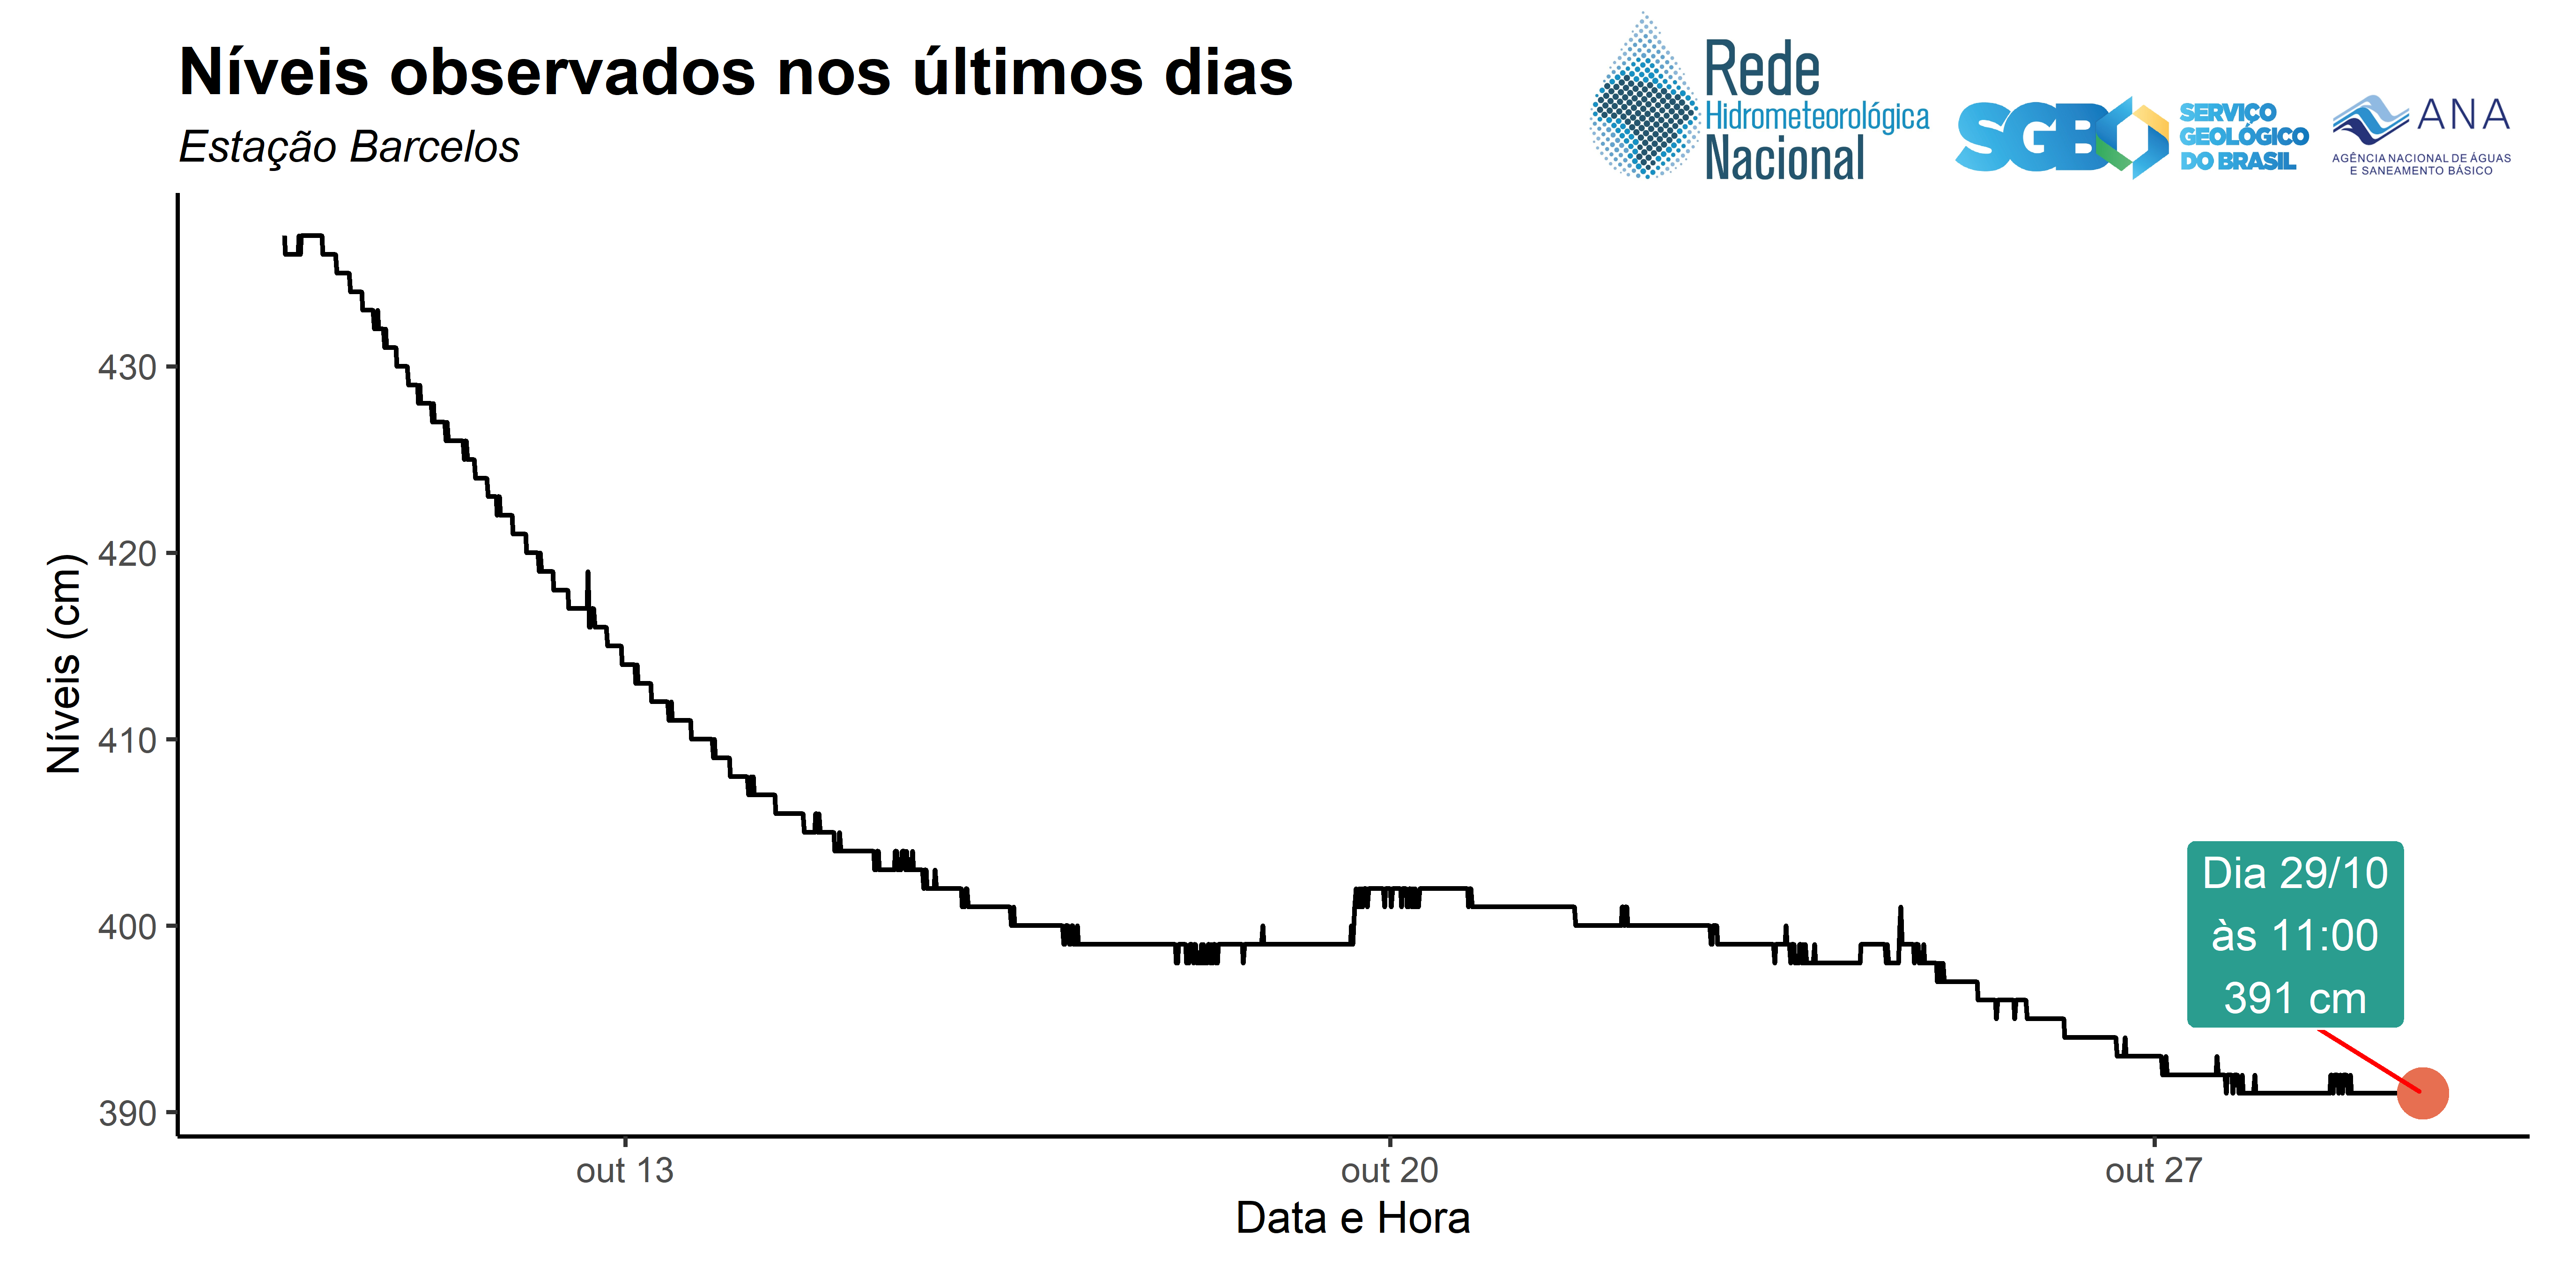 Níveis observados nos últimos dias
Estação Barcelos
Rede
Hidrometeorológica
Nacional
SGB
SERVIÇO
GEOLÓGICO
DO BRASIL
ANA
AGÊNCIA NACIONAL DE ÁGUAS
E SANEAMENTO BÁSICO
Níveis (cm)
430
420
410
400
390
Dia 29/10
às 11:00
391 cm
out 13
out 20
out 27
Data e Hora